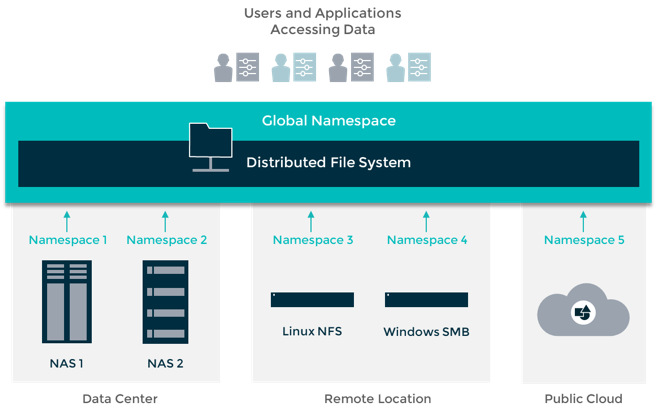 Users and Applications
Accessing Data
Global Namespace
Distributed File System
Namespace 1
Namespace 2
Namespace 3
Namespace 4
Namespace 5
NAS 1
NAS 2
Linux NFS
Windows SMB
Data Center
Remote Location
Public Cloud